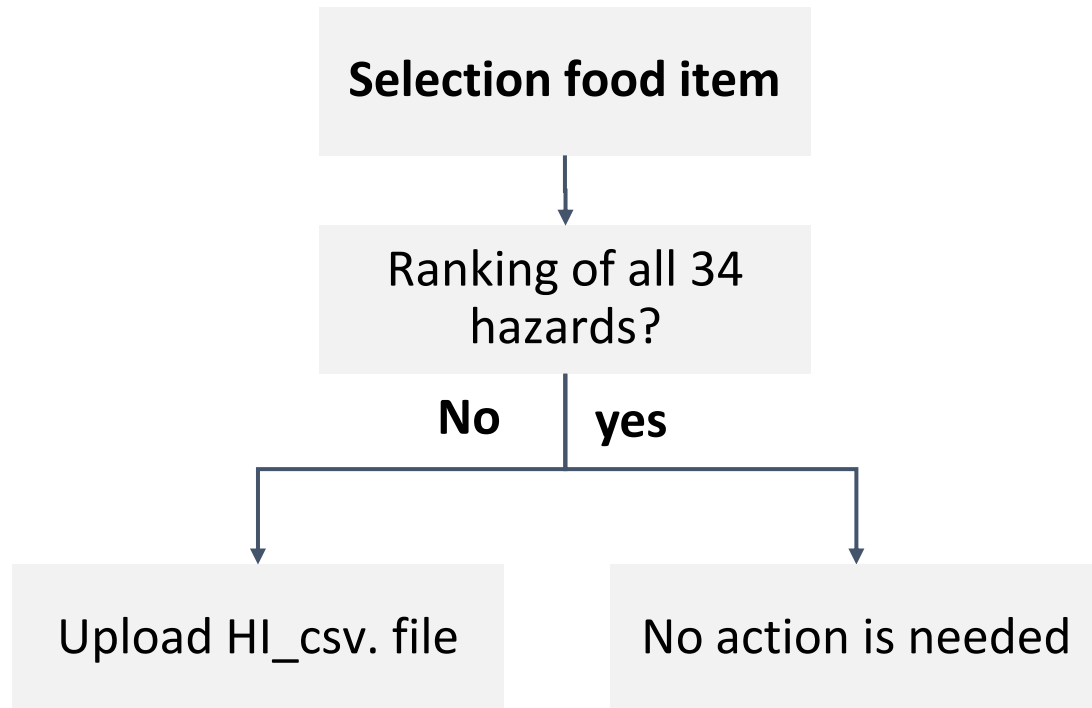 Selection food item
Ranking of all 34
hazards?
No
yes
Upload HI_csv. file
No action is needed